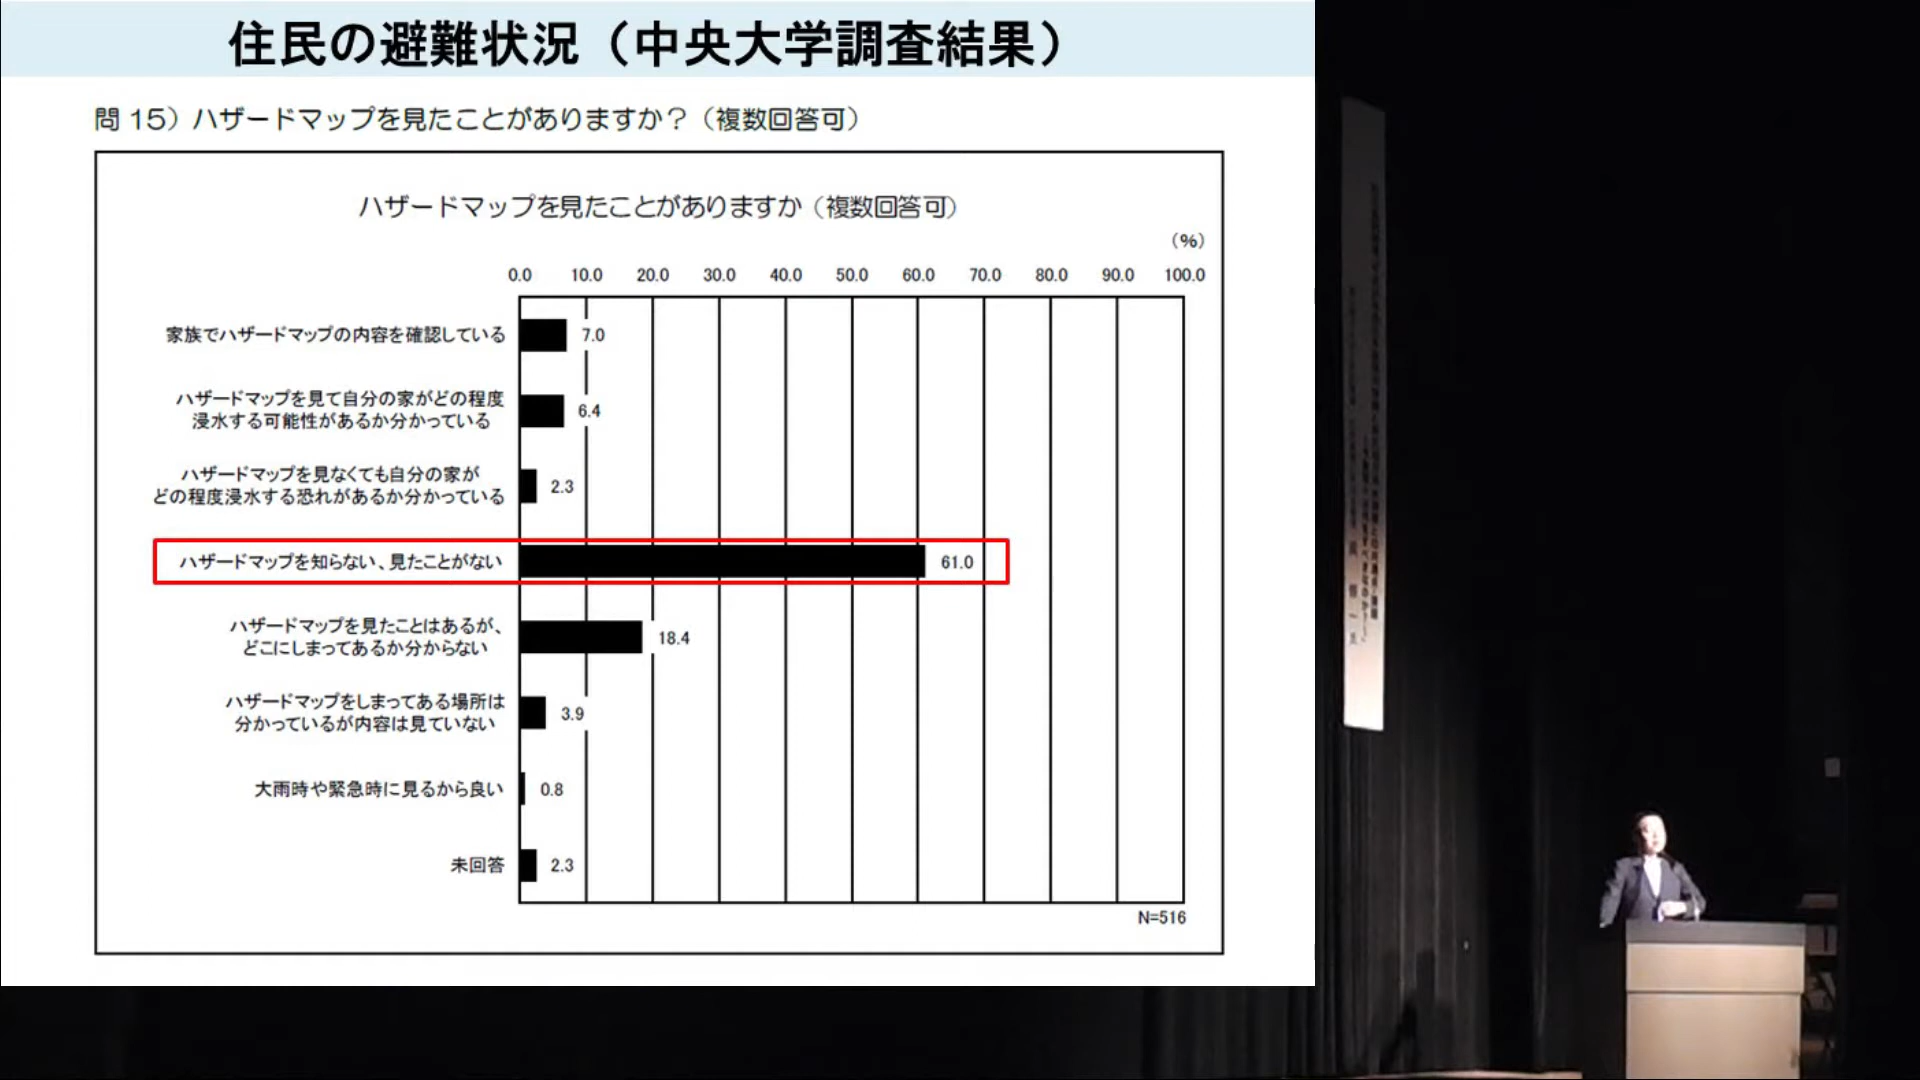 住民の避難状況（中央大学調査結果）
問 15）ハザードマップを見たことがありますか？（複数回答可）
ハザードマップを見たことがありますか（複数回答可）
（%）
0.0 10.0 20.0 30.0 40.0 50.0 60.0 70.0 80.0 90.0 100.0
家族でハザードマップの内容を確認している 7.0
ハザードマップを見て自分の家がどの程度
浸水する可能性があるか分かっている 6.4
ハザードマップを見なくても自分の家が
どの程度浸水する恐れがあるか分かっている 2.3
ハザードマップを知らない、見たことがない 61.0
ハザードマップを見たことはあるが、
どこにしまってあるか分からない 18.4
ハザードマップをしまってある場所は
分かっているが内容は見ていない 3.9
大雨時や緊急時に見るから良い 0.8
未回答 2.3
N=516